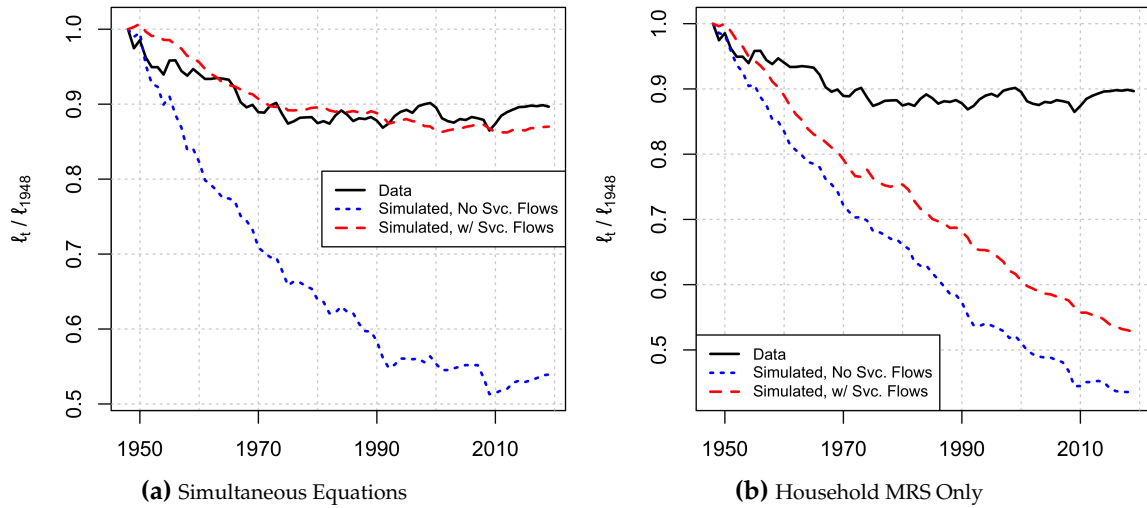 ℓt / ℓ1948
1.0
0.9
0.8
0.7
0.6
0.5
Data
Simulated, No Svc. Flows
Simulated, w/ Svc. Flows
1950 1970 1990 2010
(a) Simultaneous Equations
ℓt / ℓ1948
1.0
0.9
0.8
0.7
0.6
0.5
Data
Simulated, No Svc. Flows
Simulated, w/ Svc. Flows
1950 1970 1990 2010
(b) Household MRS Only